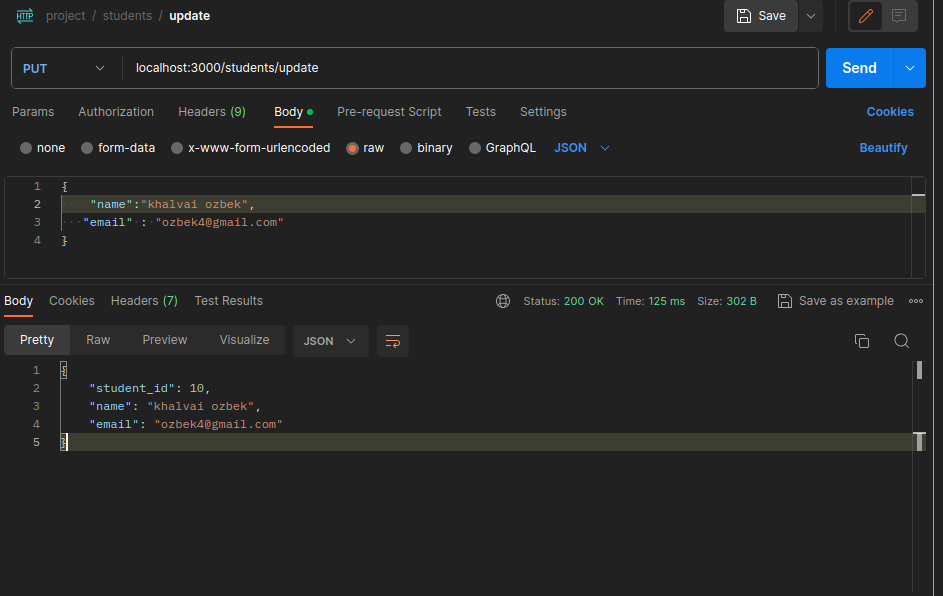 HTTP project / students / update Save
PUT localhost:3000/students/update Send
Params Authorization Headers (9) Body Pre-request Script Tests Settings Cookies
none form-data x-www-form-urlencoded raw binary GraphQL JSON Beautify
1 {
2 "name":"khalvai ozbek",
3 "email" : "ozbek4@gmail.com"
4 }
Body Cookies Headers (7) Test Results Status: 200 OK Time: 125 ms Size: 302 B Save as example
Pretty Raw Preview Visualize JSON
1 {
2 "student_id": 10,
3 "name": "khalvai ozbek",
4 "email": "ozbek4@gmail.com"
5 }